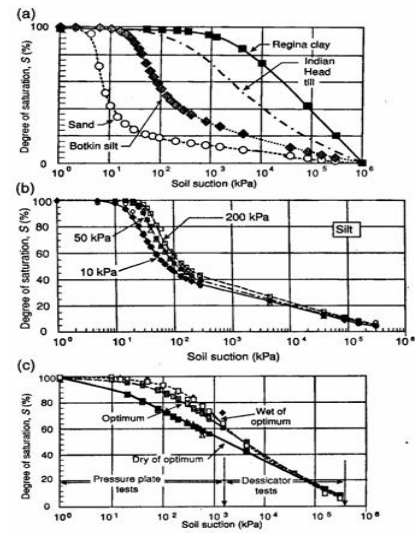 (a)
100
Regina clay
Indian
Head
till
Sand
Botkin silt
0
Degree of saturation, S (%)
10⁰ 10¹ 10² 10³ 10⁴ 10⁵ 10⁶
Soil suction (kPa)
(b)
100
80
60
40
20
0
200 kPa
50 kPa
10 kPa
Silt
Degree of saturation, S (%)
10⁰ 10¹ 10² 10³ 10⁴ 10⁵ 10⁶
Soil suction (kPa)
(c)
100
80
60
40
20
0
Optimum
Wet of
optimum
Dry of optimum
Pressure plate
tests
Dessicator
tests
Degree of saturation, S (%)
10⁰ 10¹ 10² 10³ 10⁴ 10⁵ 10⁶
Soil suction (kPa)